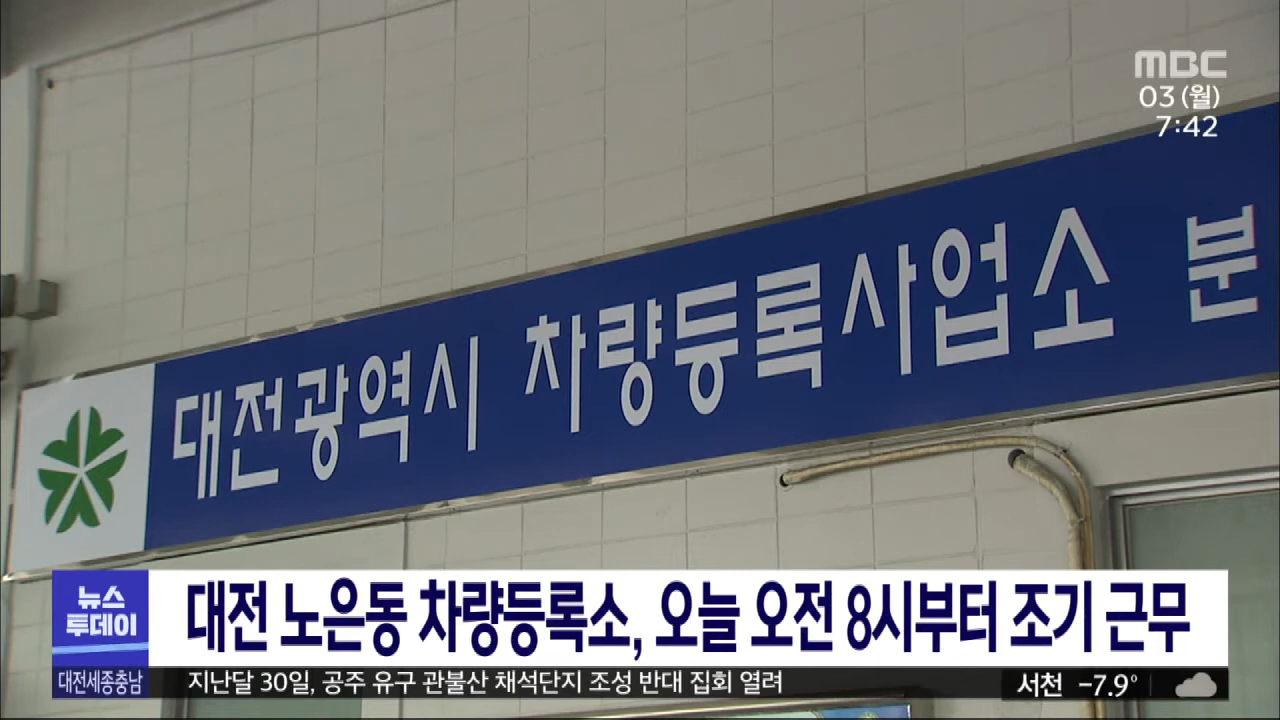 MBC
03 (월)
7:42
대전광역시 차량등록사업소 분
뉴스
투데이
대전 노은동 차량등록소, 오늘 오전 8시부터 조기 근무
대전세종충남
지난달 30일, 공주 유구 관불산 채석단지 조성 반대 집회 열려
서천 -7.9°